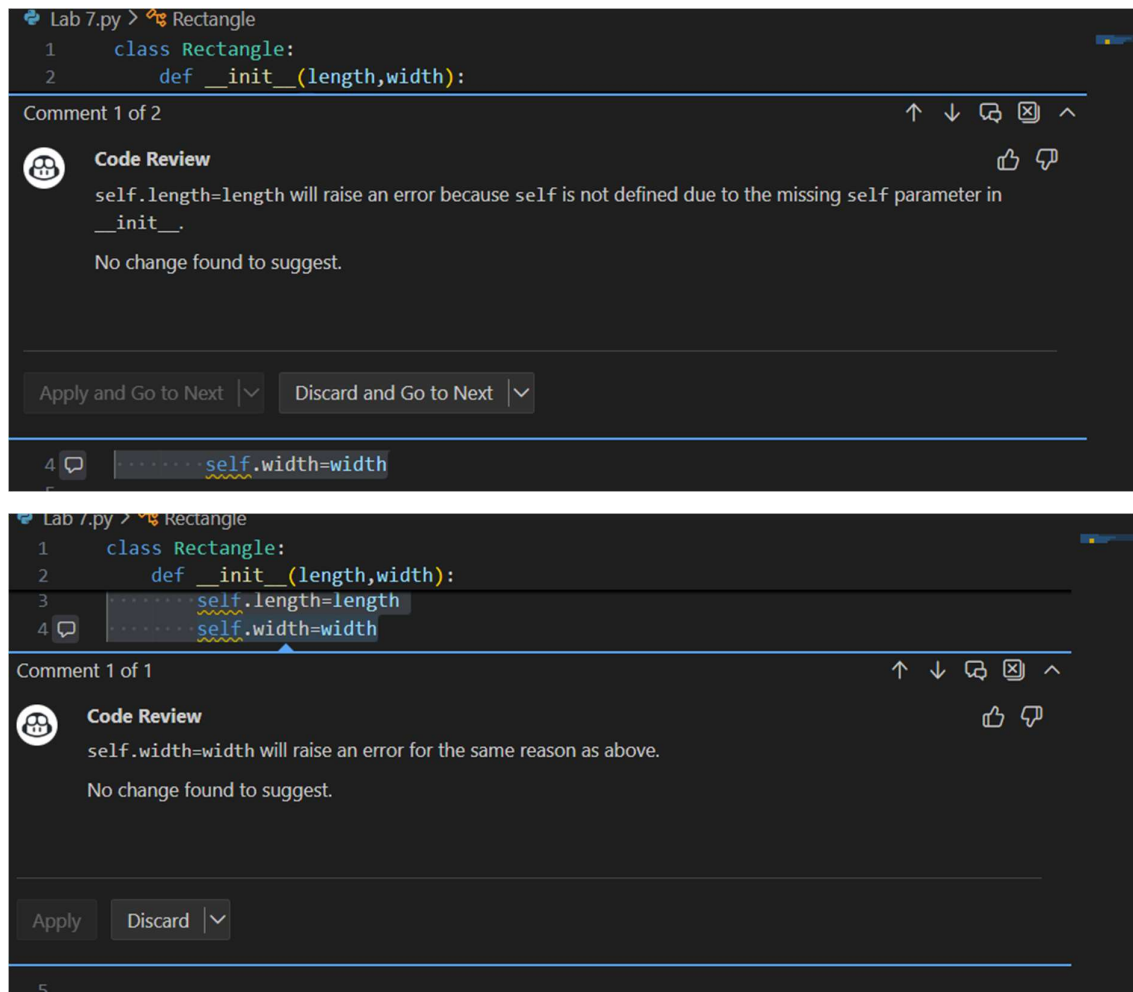 Lab 7.py > Rectangle
1 class Rectangle:
2 def __init__(length,width):
Comment 1 of 2
Code Review
self.length=length will raise an error because self is not defined due to the missing self parameter in
__init__.
No change found to suggest.
Apply and Go to Next Discard and Go to Next
4 self.width=width
5
Lab 7.py > Rectangle
1 class Rectangle:
2 def __init__(length,width):
3 self.length=length
4 self.width=width
Comment 1 of 1
Code Review
self.width=width will raise an error for the same reason as above.
No change found to suggest.
Apply Discard
5